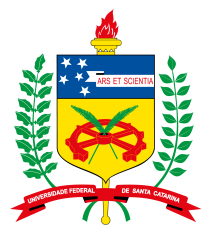 ARS ET SCIENTIA
UNIVERSIDADE FEDERAL DE SANTA CATARINA